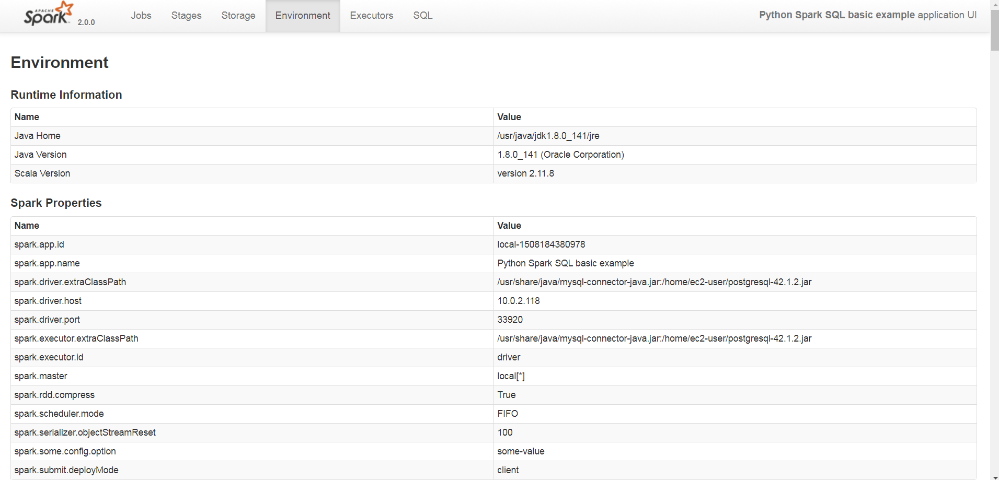 APACHE Spark 2.0.0 Jobs Stages Storage Environment Executors SQL Python Spark SQL basic example application UI
Environment
Runtime Information
Name Value
Java Home /usr/java/jdk1.8.0_141/jre
Java Version 1.8.0_141 (Oracle Corporation)
Scala Version version 2.11.8
Spark Properties
Name Value
spark.app.id local-1508184380978
spark.app.name Python Spark SQL basic example
spark.driver.extraClassPath /usr/share/java/mysql-connector-java.jar:/home/ec2-user/postgresql-42.1.2.jar
spark.driver.host 10.0.2.118
spark.driver.port 33920
spark.executor.extraClassPath /usr/share/java/mysql-connector-java.jar:/home/ec2-user/postgresql-42.1.2.jar
spark.executor.id driver
spark.master local[*]
spark.rdd.compress True
spark.scheduler.mode FIFO
spark.serializer.objectStreamReset 100
spark.some.config.option some-value
spark.submit.deployMode client